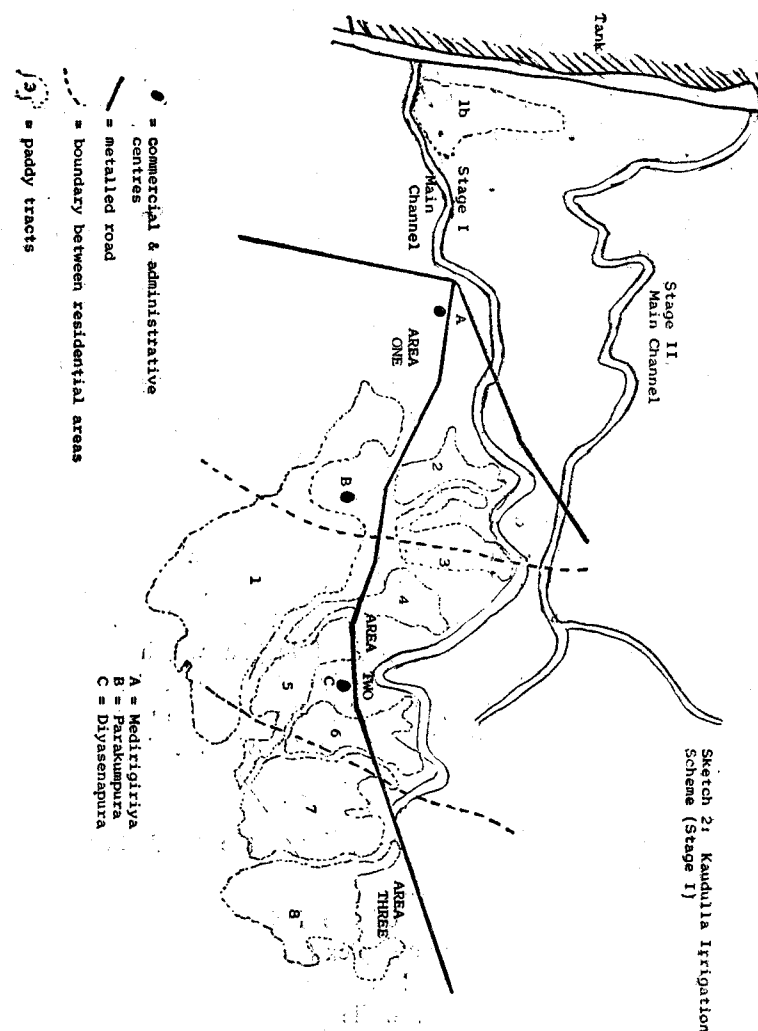 Sketch 2: Kaudulla Irrigation
Scheme (Stage I)
Tank
Stage II
Main Channel
Stage I
Main
Channel
1b
A
AREA
ONE
B
2
3
1
4
AREA TWO
5
C
6
7
AREA
THREE
8
A = Medirigiriya
B = Parakumpura
C = Diyasenapura
= commercial & administrative
centres
= metalled road
= boundary between residential areas
3 = paddy tracts